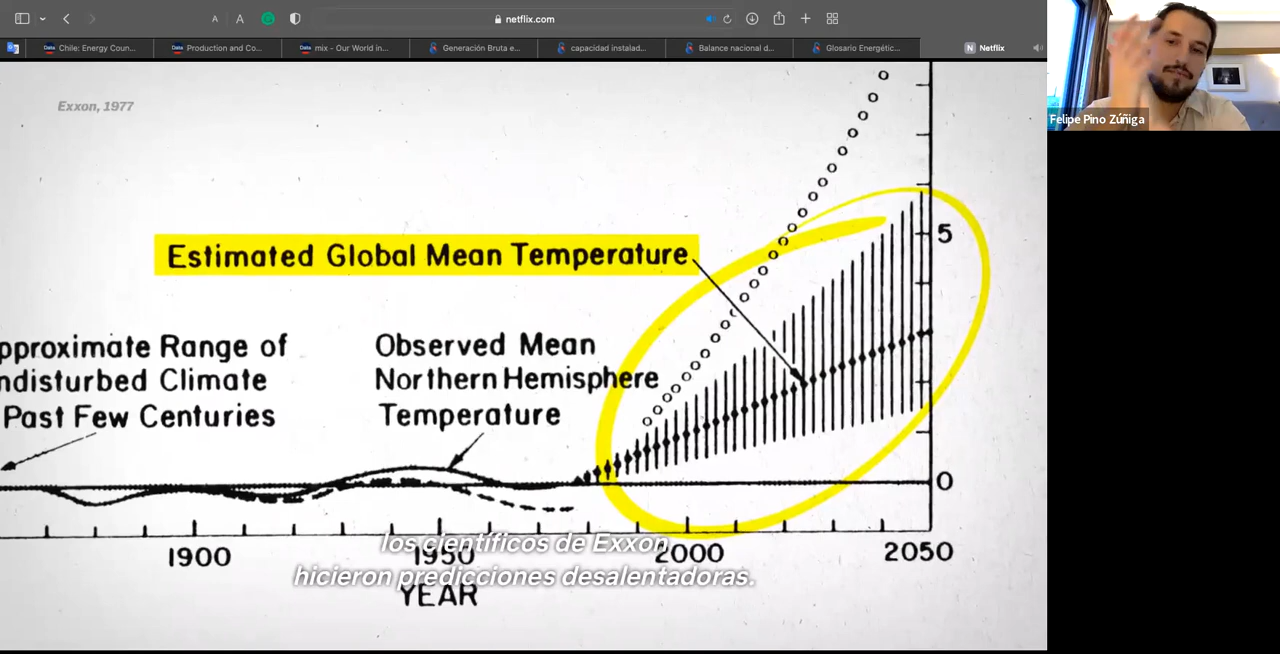 A A netflix.com
Chile: Energy Coun... Production and Co... mix - Our World in... Generación Bruta e... capacidad instalad... Balance nacional d... Glosario Energétic... N Netflix
Exxon, 1977
Felipe Pino Zúñiga
5
Estimated Global Mean Temperature
pproximate Range of
ndisturbed Climate
Past Few Centuries
Observed Mean
Northern Hemisphere
Temperature
0
1900 1950 2000 2050
YEAR
los científicos de Exxon
hicieron predicciones desalentadoras.